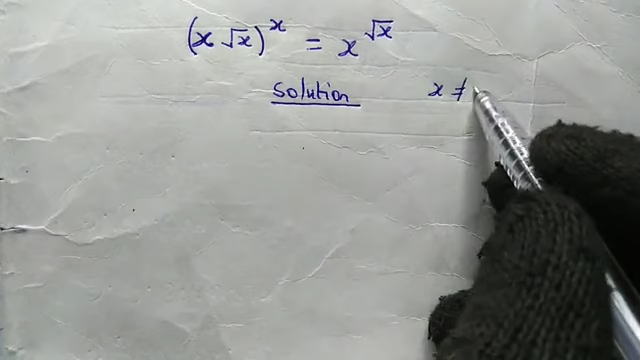 (x √x)^x = x^√x
Solution x ≠